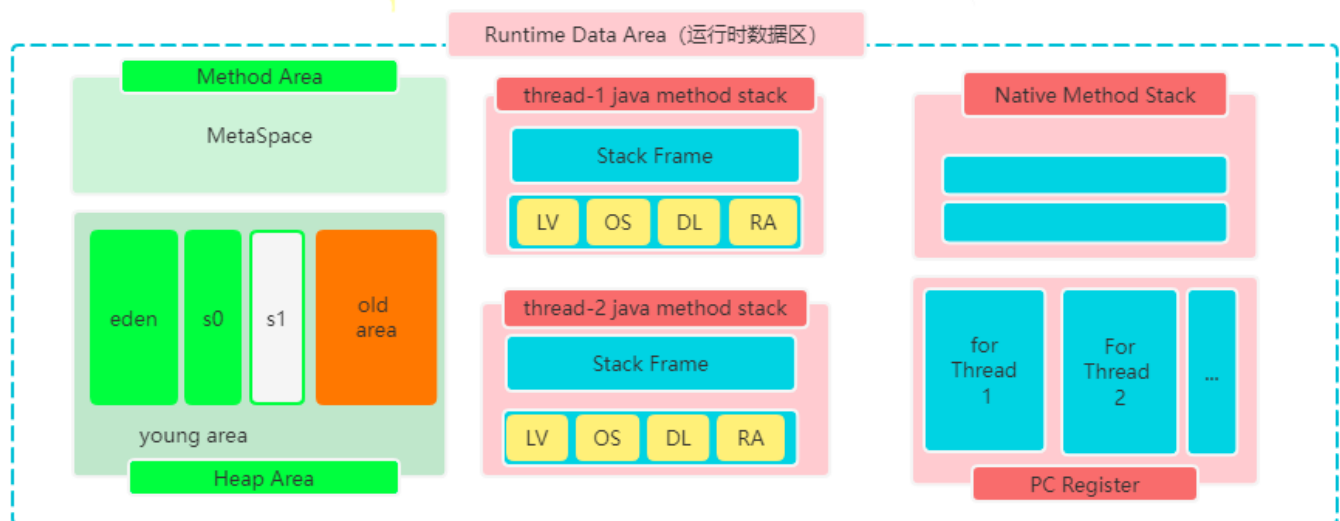 Runtime Data Area（运行时数据区）
Method Area
MetaSpace
eden
s0
s1
old
area
young area
Heap Area
thread-1 java method stack
Stack Frame
LV OS DL RA
thread-2 java method stack
Stack Frame
LV OS DL RA
Native Method Stack
for
Thread
1
For
Thread
2
...
PC Register